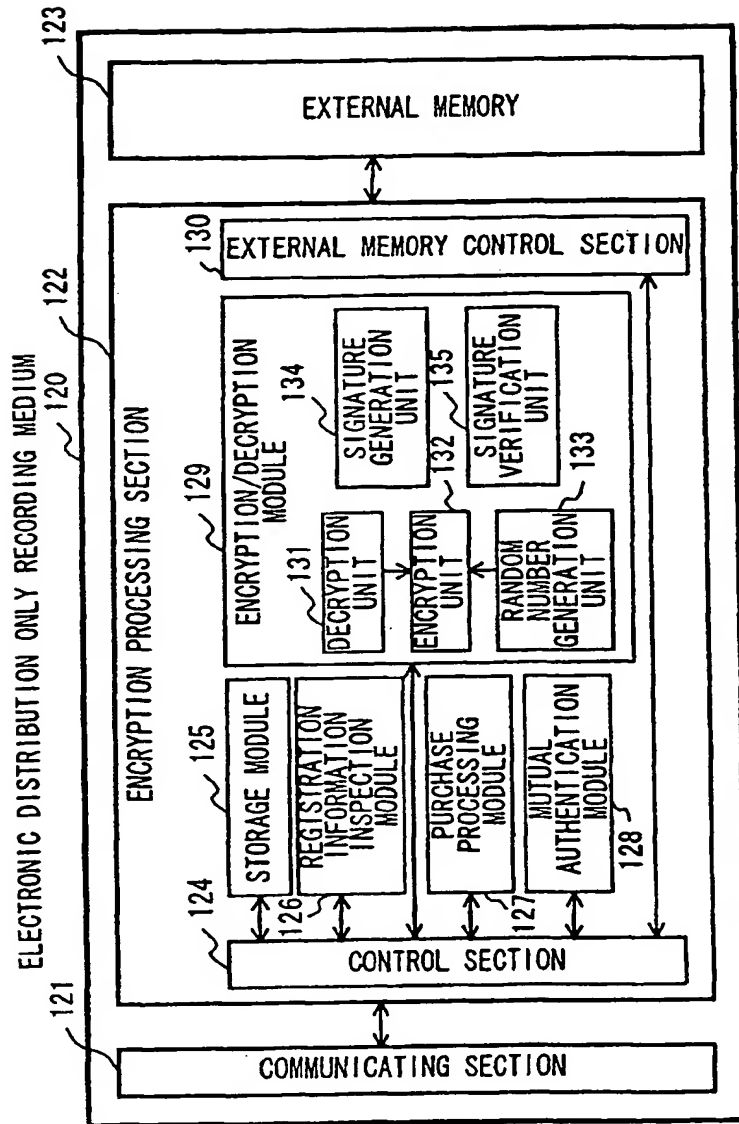 ELECTRONIC DISTRIBUTION ONLY RECORDING MEDIUM
120
121
COMMUNICATING SECTION
122
ENCRYPTION PROCESSING SECTION
124
CONTROL SECTION
125
STORAGE MODULE
126
REGISTRATION
INFORMATION
INSPECTION
MODULE
127
PURCHASE
PROCESSING
MODULE
128
MUTUAL
AUTHENTICATION
MODULE
129
ENCRYPTION/DECRYPTION
MODULE
131
DECRYPTION
UNIT
132
ENCRYPTION
UNIT
133
RANDOM
NUMBER
GENERATION
UNIT
134
SIGNATURE
GENERATION
UNIT
135
SIGNATURE
VERIFICATION
UNIT
130
EXTERNAL MEMORY CONTROL SECTION
123
EXTERNAL MEMORY